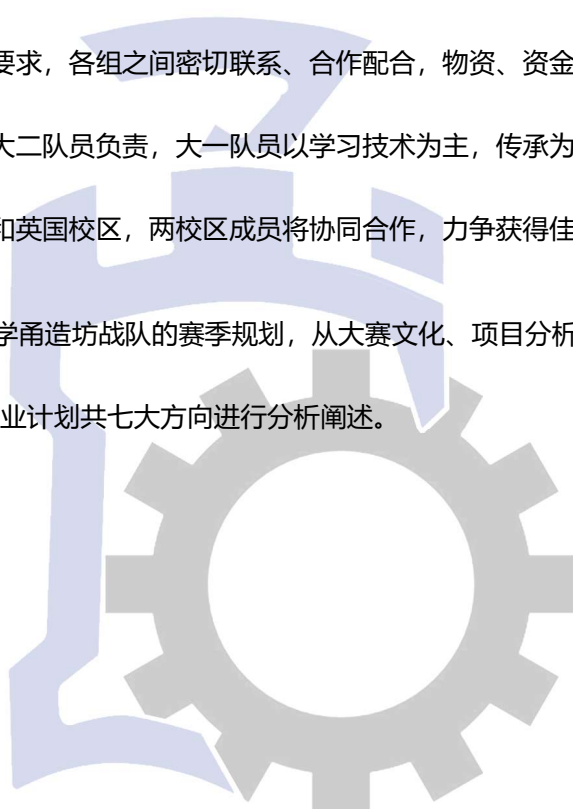 要求，各组之间密切联系、合作配合，物资、资金
大二队员负责，大一队员以学习技术为主，传承为
和英国校区，两校区成员将协同合作，力争获得佳
学甬造坊战队的赛季规划，从大赛文化、项目分析
业计划共七大方向进行分析阐述。